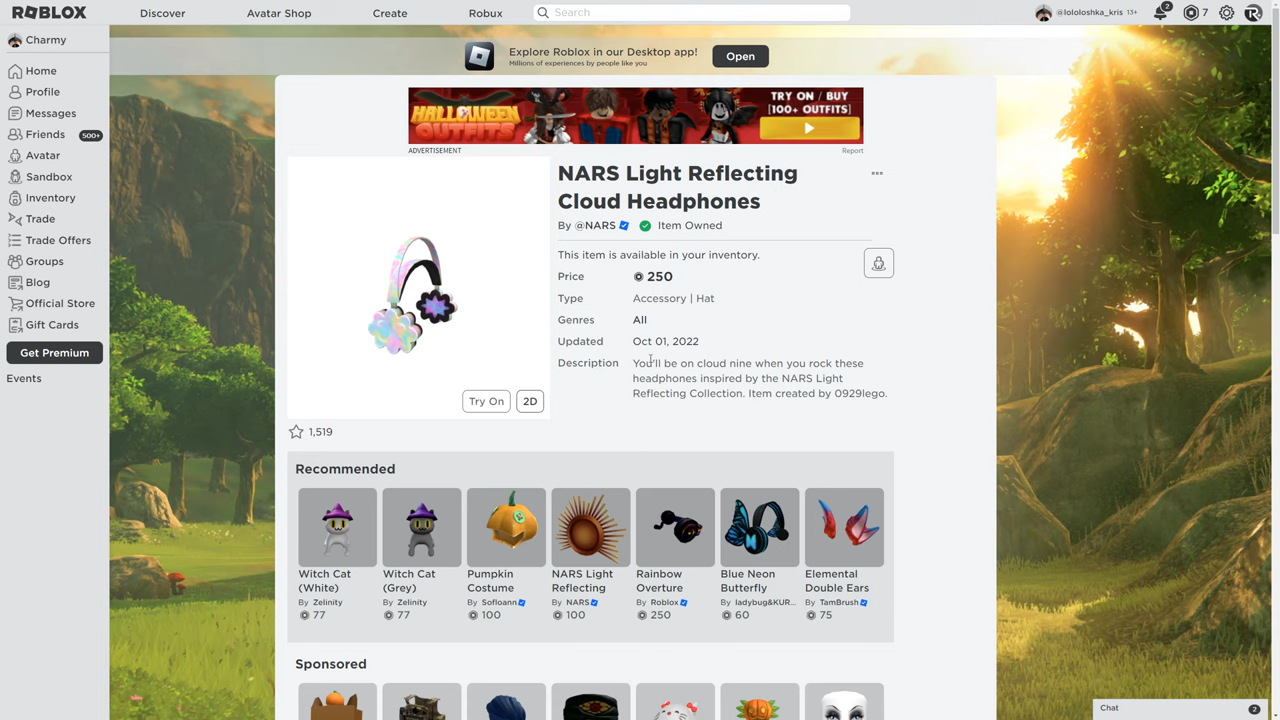 ROBLOX
Discover
Avatar Shop
Create
Robux
Search
@lololoshka_kris 13+
2
7
Charmy
Home
Profile
Messages
Friends 500+
Avatar
Sandbox
Inventory
Trade
Trade Offers
Groups
Blog
Official Store
Gift Cards
Get Premium
Events
Explore Roblox in our Desktop app!
Millions of experiences by people like you
Open
HALLOWEEN
OUTFITS
TRY ON / BUY
[100+ OUTFITS]
ADVERTISEMENT
Report
NARS Light Reflecting
Cloud Headphones
By @NARS Item Owned
This item is available in your inventory.
Price 250
Type Accessory | Hat
Genres All
Updated Oct 01, 2022
Description You'll be on cloud nine when you rock these
headphones inspired by the NARS Light
Reflecting Collection. Item created by 0929lego.
Try On
2D
1,519
Recommended
Witch Cat
(White)
By Zelinity
77
Witch Cat
(Grey)
By Zelinity
77
Pumpkin
Costume
By Sofloann
100
NARS Light
Reflecting
By NARS
100
Rainbow
Overture
By Roblox
250
Blue Neon
Butterfly
By ladybug&KUR...
60
Elemental
Double Ears
By TamBrush
75
Sponsored
Chat
2